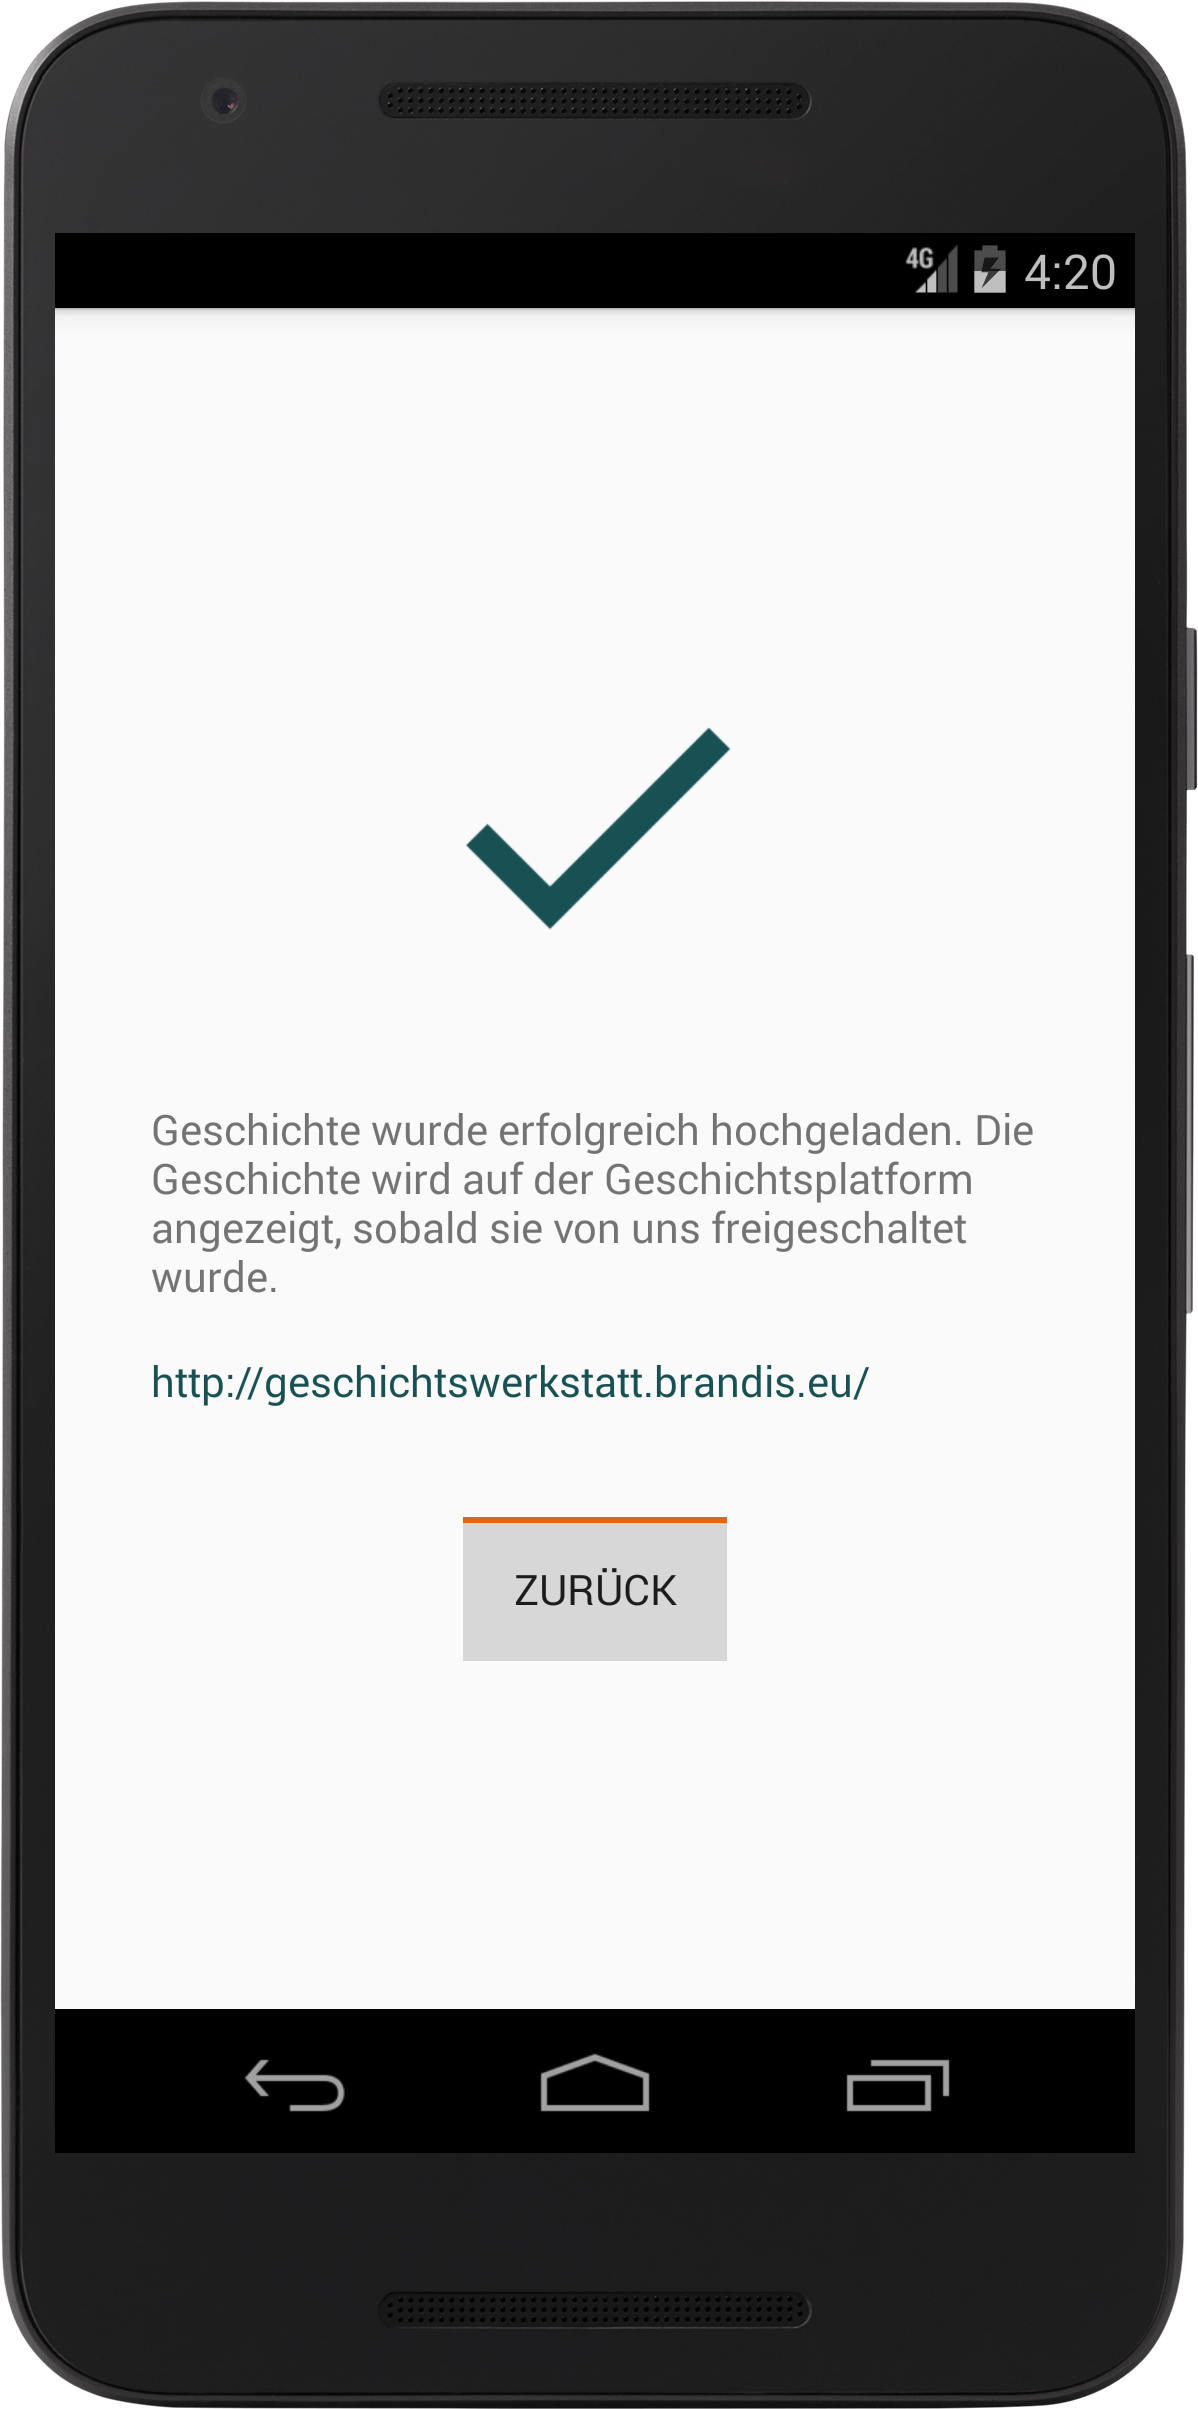 4G 4:20
Geschichte wurde erfolgreich hochgeladen. Die
Geschichte wird auf der Geschichtsplatform
angezeigt, sobald sie von uns freigeschaltet
wurde.
http://geschichtswerkstatt.brandis.eu/
ZURÜCK